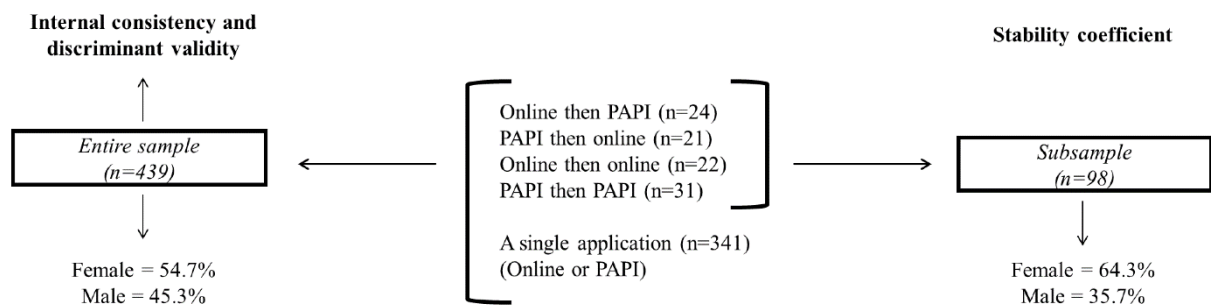 Internal consistency and
discriminant validity
Entire sample
(n=439)
Female = 54.7%
Male = 45.3%
Online then PAPI (n=24)
PAPI then online (n=21)
Online then online (n=22)
PAPI then PAPI (n=31)
A single application (n=341)
(Online or PAPI)
Stability coefficient
Subsample
(n=98)
Female = 64.3%
Male = 35.7%